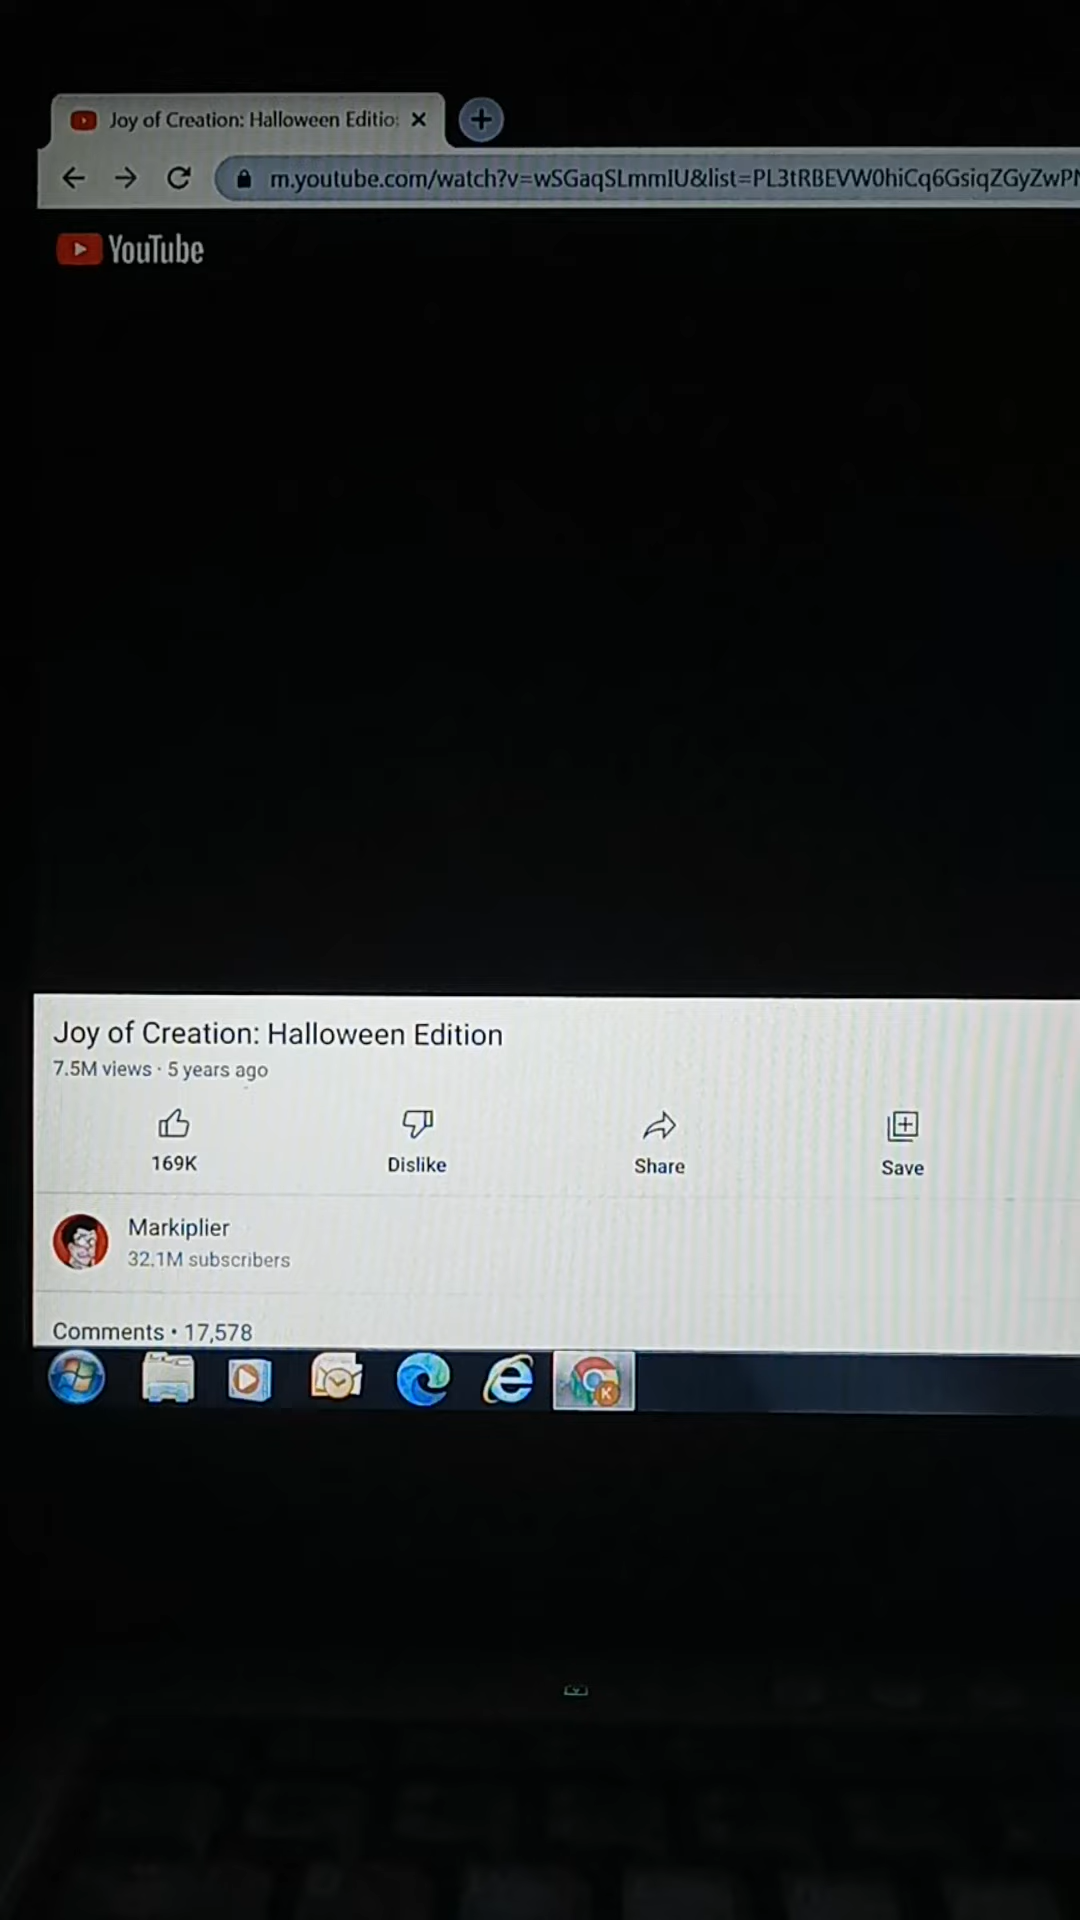 Joy of Creation: Halloween Editio
m.youtube.com/watch?v=wSGaqSLmmIU&list=PL3tRBEVW0hiCq6GsiqZGyZwPN
YouTube
Joy of Creation: Halloween Edition
7.5M views · 5 years ago
169K
Dislike
Share
Save
Markiplier
32.1M subscribers
Comments • 17,578
K